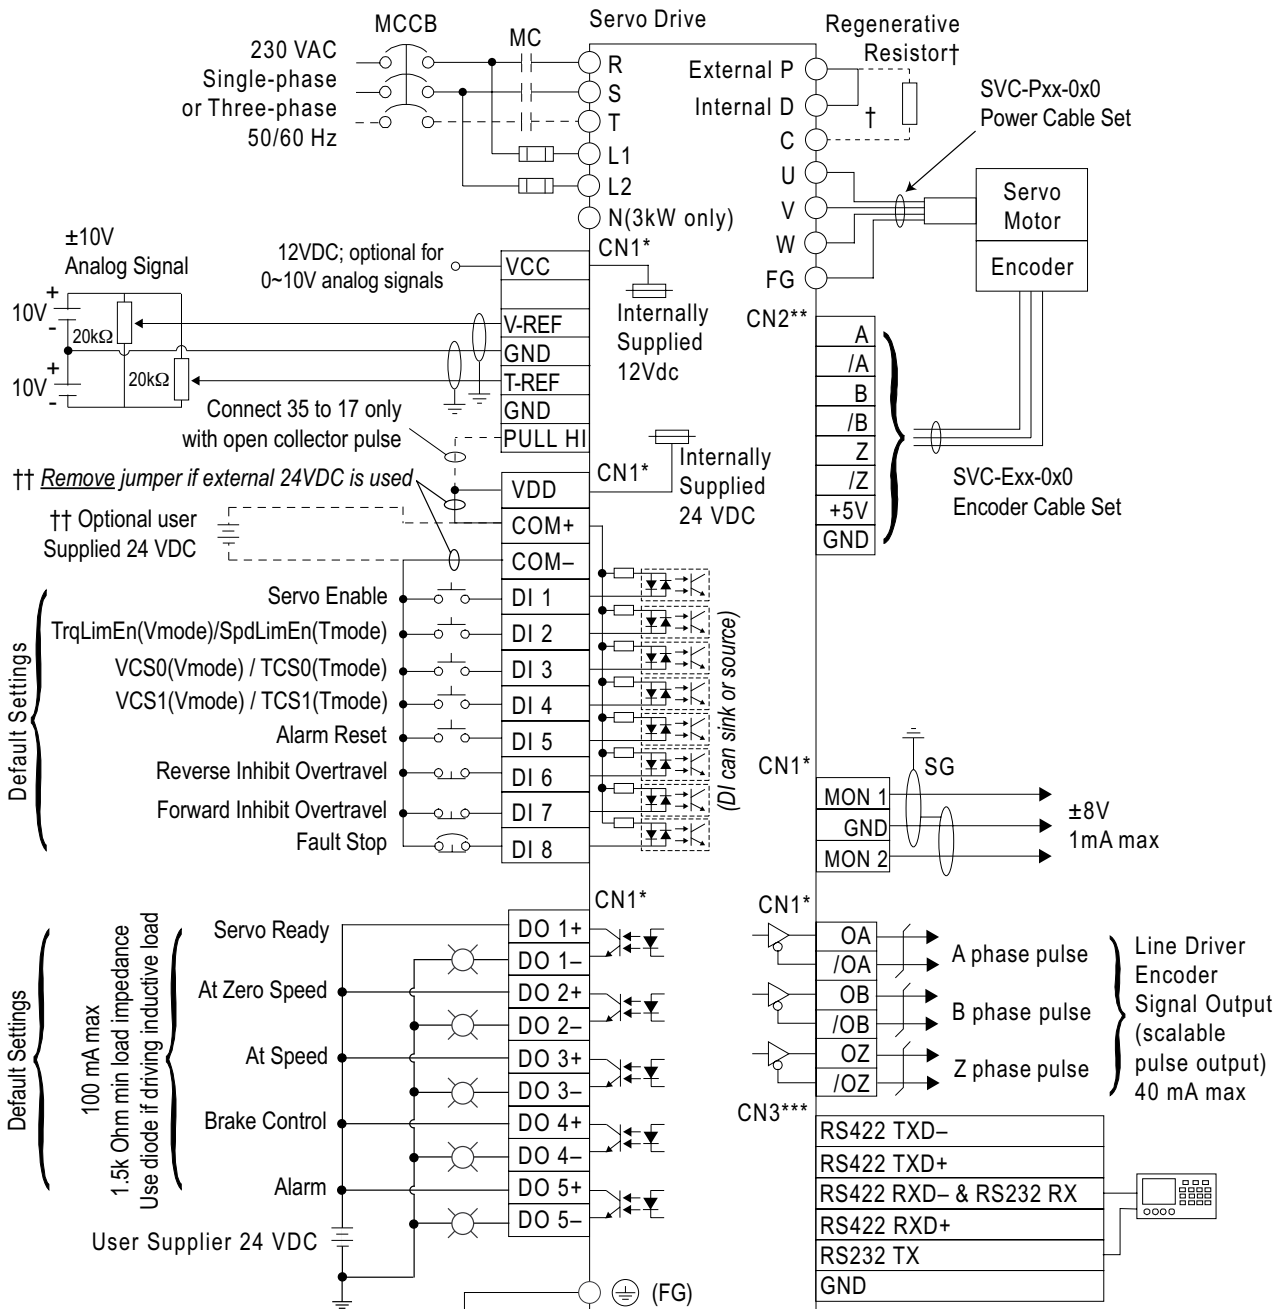 Servo Drive
MCCB
MC
230 VAC
Single-phase
or Three-phase
50/60 Hz
R
S
T
L1
L2
N(3kW only)
Regenerative
Resistor†
External P
Internal D
C
†
U
V
W
FG
SVC-Pxx-0x0
Power Cable Set
Servo
Motor
Encoder
±10V
Analog Signal
12VDC; optional for
0~10V analog signals
CN1*
VCC
V-REF
GND
T-REF
GND
PULL HI
Internally
Supplied
12Vdc
+
10V
-
20kΩ
+
10V
-
20kΩ
Connect 35 to 17 only
with open collector pulse
†† Remove jumper if external 24VDC is used
†† Optional user
Supplied 24 VDC
CN1*
VDD
COM+
COM–
Internally
Supplied
24 VDC
CN2**
A
/A
B
/B
Z
/Z
+5V
GND
SVC-Exx-0x0
Encoder Cable Set
Default Settings
Servo Enable
DI 1
TrqLimEn(Vmode)/SpdLimEn(Tmode)
DI 2
VCS0(Vmode) / TCS0(Tmode)
DI 3
VCS1(Vmode) / TCS1(Tmode)
DI 4
Alarm Reset
DI 5
Reverse Inhibit Overtravel
DI 6
Forward Inhibit Overtravel
DI 7
Fault Stop
DI 8
(DI can sink or source)
CN1*
SG
MON 1
GND
MON 2
±8V
1mA max
CN1*
Default Settings
100 mA max
1.5k Ohm min load impedance
Use diode if driving inductive load
Servo Ready
DO 1+
DO 1–
At Zero Speed
DO 2+
DO 2–
At Speed
DO 3+
DO 3–
Brake Control
DO 4+
DO 4–
Alarm
DO 5+
DO 5–
User Supplier 24 VDC
(FG)
CN1*
OA
/OA
A phase pulse
OB
/OB
B phase pulse
OZ
/OZ
Z phase pulse
Line Driver
Encoder
Signal Output
(scalable
pulse output)
40 mA max
CN3***
RS422 TXD–
RS422 TXD+
RS422 RXD– & RS232 RX
RS422 RXD+
RS232 TX
GND